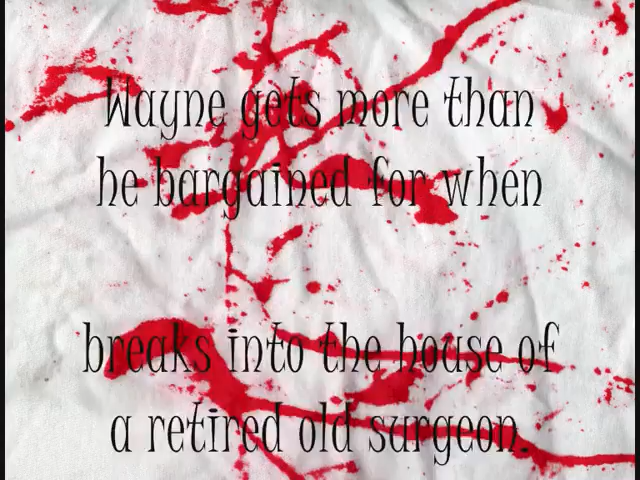 Wayne gets more than
he bargained for when
breaks into the house of
a retired old surgeon.